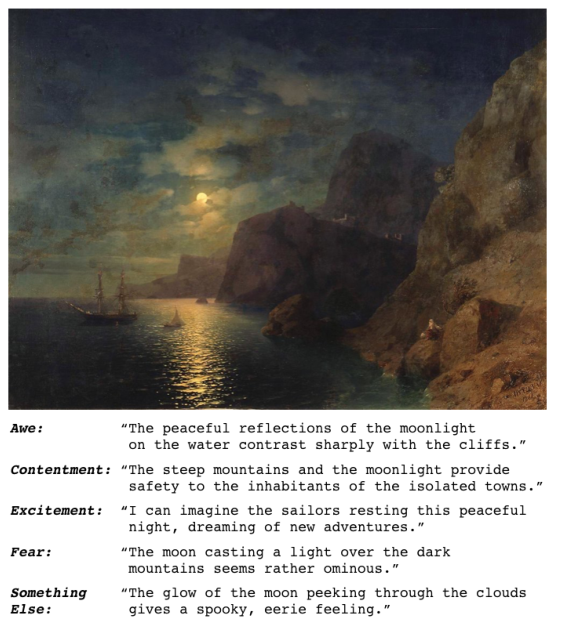 Awe: “The peaceful reflections of the moonlight
on the water contrast sharply with the cliffs.”
Contentment: “The steep mountains and the moonlight provide
safety to the inhabitants of the isolated towns.”
Excitement: “I can imagine the sailors resting this peaceful
night, dreaming of new adventures.”
Fear: “The moon casting a light over the dark
mountains seems rather ominous.”
Something “The glow of the moon peeking through the clouds
Else: gives a spooky, eerie feeling.”